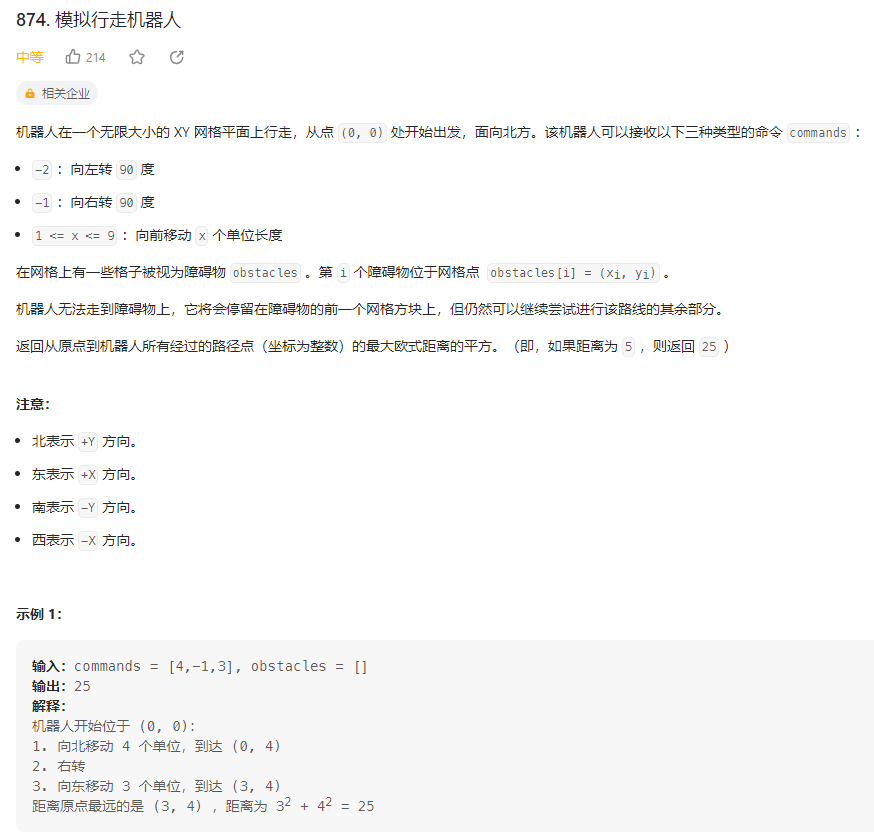 874. 模拟行走机器人
中等 214
相关企业
机器人在一个无限大小的 XY 网格平面上行走，从点 (0, 0) 处开始出发，面向北方。该机器人可以接收以下三种类型的命令 commands ：
-2 ：向左转 90 度
-1 ：向右转 90 度
1 <= x <= 9 ：向前移动 x 个单位长度
在网格上有一些格子被视为障碍物 obstacles 。第 i 个障碍物位于网格点 obstacles[i] = (xi, yi) 。
机器人无法走到障碍物上，它将会停留在障碍物的前一个网格方块上，但仍然可以继续尝试进行该路线的其余部分。
返回从原点到机器人所有经过的路径点（坐标为整数）的最大欧式距离的平方。（即，如果距离为 5 ，则返回 25 ）
注意：
北表示 +Y 方向。
东表示 +X 方向。
南表示 -Y 方向。
西表示 -X 方向。
示例 1：
输入：commands = [4,-1,3], obstacles = []
输出：25
解释：
机器人开始位于 (0, 0)：
1. 向北移动 4 个单位，到达 (0, 4)
2. 右转
3. 向东移动 3 个单位，到达 (3, 4)
距离原点最远的是 (3, 4) ，距离为 3² + 4² = 25